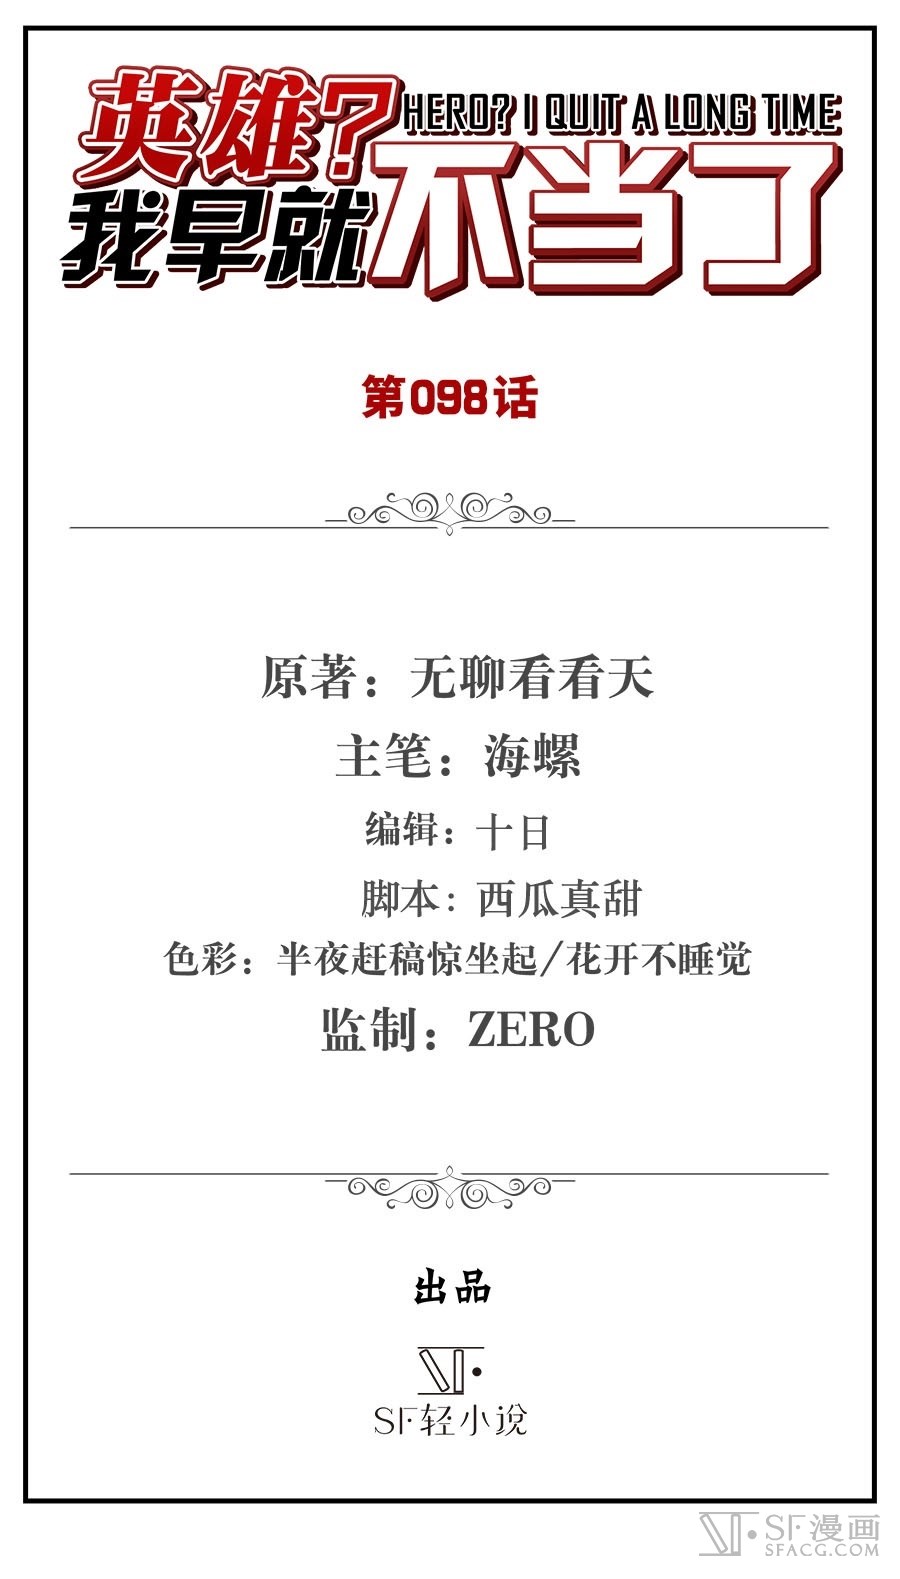 英雄?
HERO? I QUIT A LONG TIME
我早就不当了
第098话
原著：无聊看看天
主笔：海螺
编辑：十日
脚本：西瓜真甜
色彩：半夜赶稿惊坐起/花开不睡觉
监制：ZERO
出品
SF轻小说
SF漫画
SFACG.COM